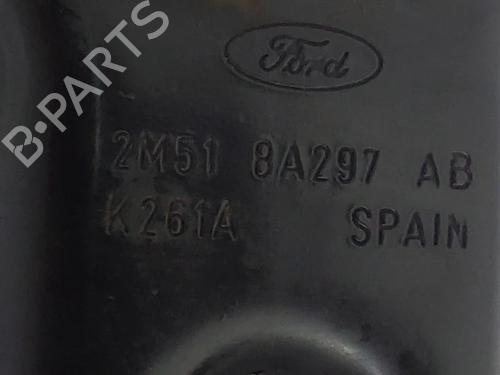 Ford
B-PARTS
2M51 8A297 AB
K261A SPAIN